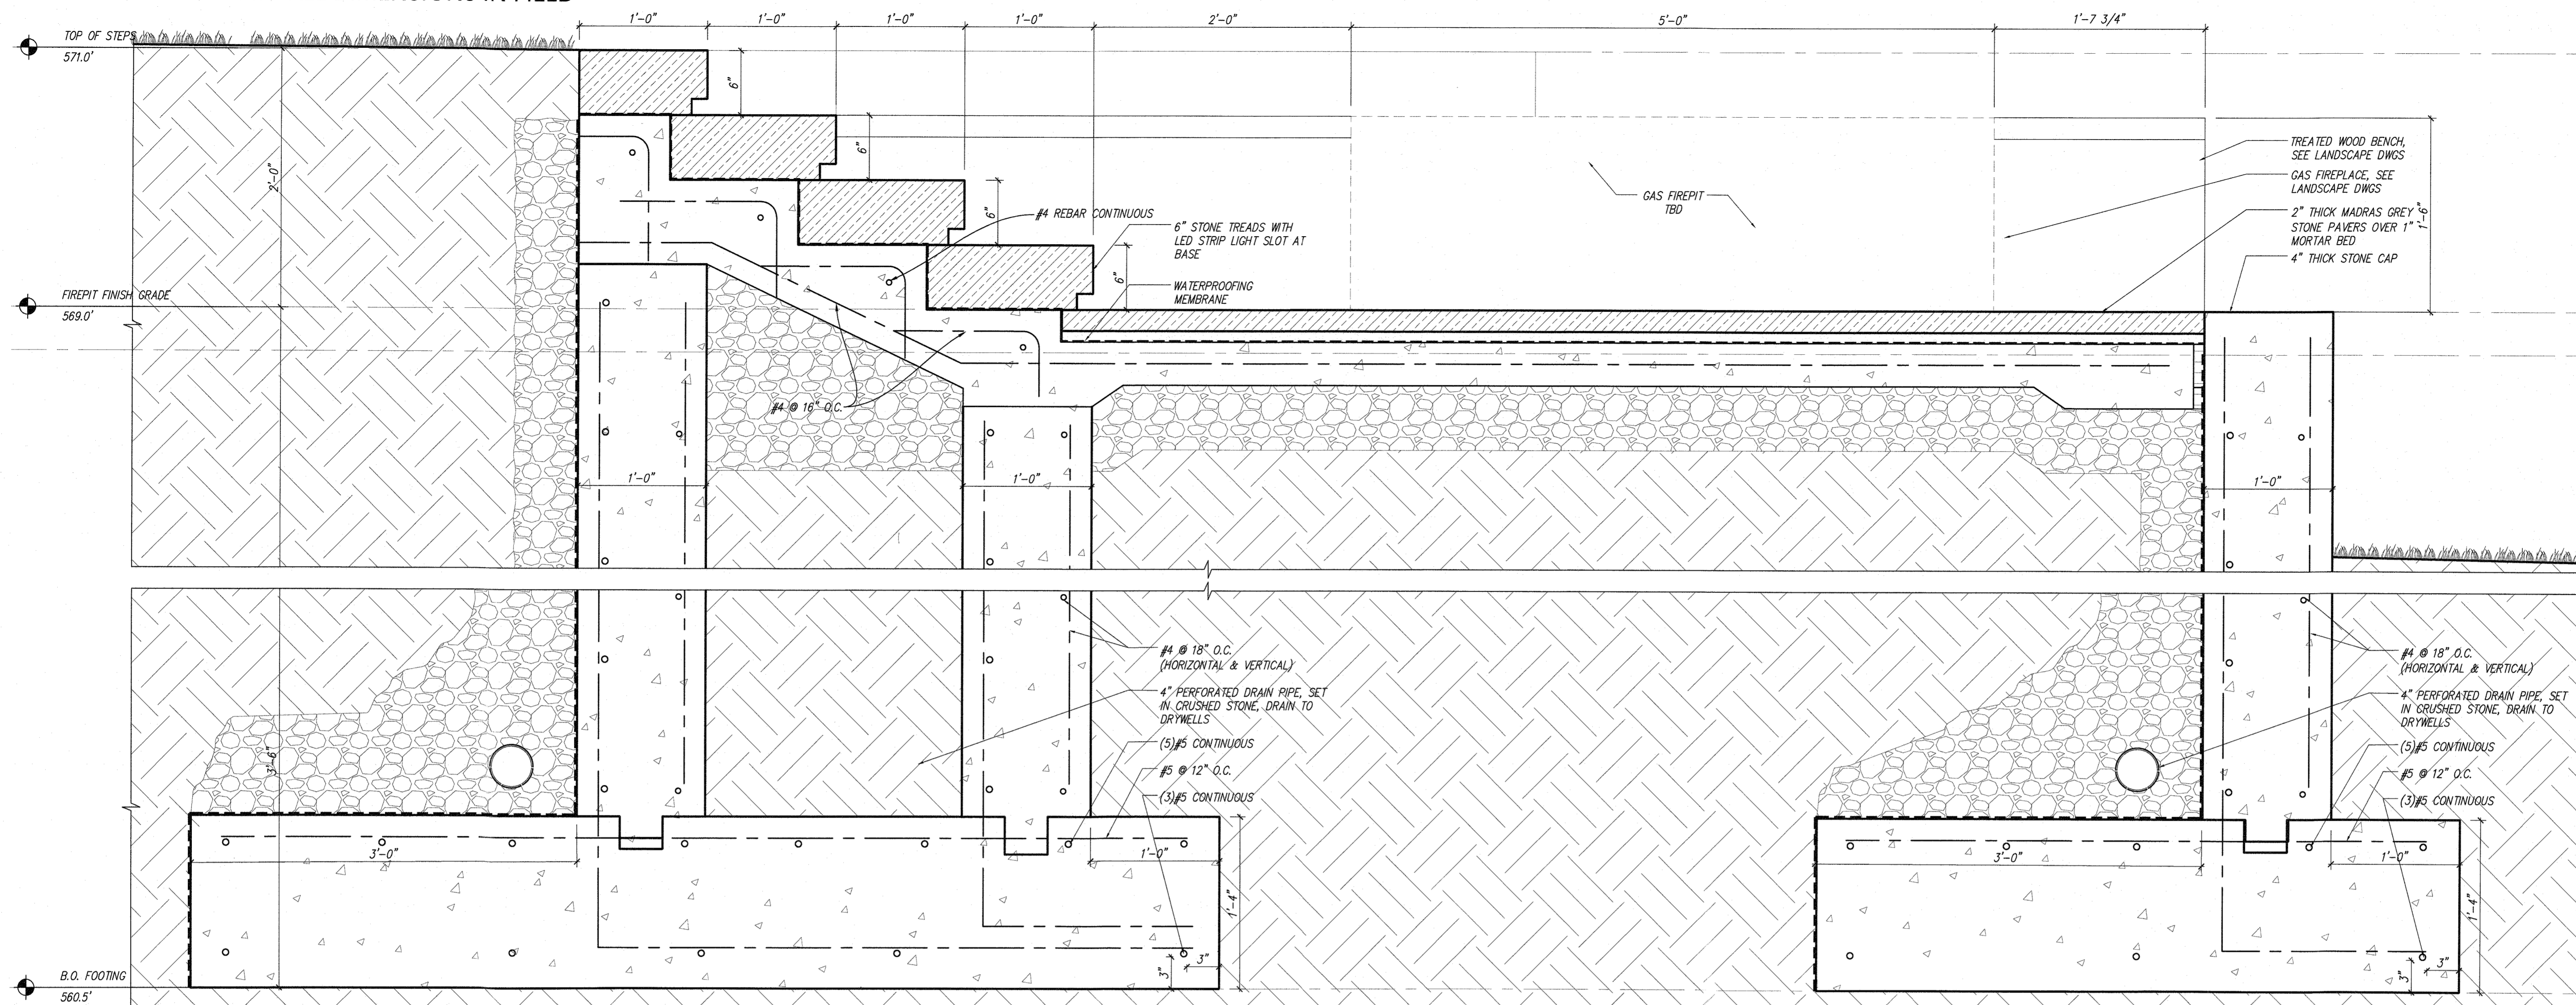 1'-0"
1'-0"
1'-0"
1'-0"
2'-0"
5'-0"
1'-7 3/4"
TOP OF STEPS
571.0'
6"
6"
6"
6"
2'-0"
TREATED WOOD BENCH,
SEE LANDSCAPE DWGS
GAS FIREPLACE, SEE
LANDSCAPE DWGS
2" THICK MADRAS GREY
STONE PAVERS OVER 1"
MORTAR BED
4" THICK STONE CAP
1'-6"
GAS FIREPIT
TBD
#4 REBAR CONTINUOUS
6" STONE TREADS WITH
LED STRIP LIGHT SLOT AT
BASE
WATERPROOFING
MEMBRANE
FIREPIT FINISH GRADE
569.0'
#4 @ 16" O.C.
1'-0"
1'-0"
1'-0"
#4 @ 18" O.C.
(HORIZONTAL & VERTICAL)
4" PERFORATED DRAIN PIPE, SET
IN CRUSHED STONE, DRAIN TO
DRYWELLS
(5)#5 CONTINUOUS
#5 @ 12" O.C.
(3)#5 CONTINUOUS
#4 @ 18" O.C.
(HORIZONTAL & VERTICAL)
4" PERFORATED DRAIN PIPE, SET
IN CRUSHED STONE, DRAIN TO
DRYWELLS
(5)#5 CONTINUOUS
#5 @ 12" O.C.
(3)#5 CONTINUOUS
3'-6"
3'-0"
1'-0"
1'-4"
3"
3"
3'-0"
1'-0"
1'-4"
3"
3"
B.O. FOOTING
560.5'